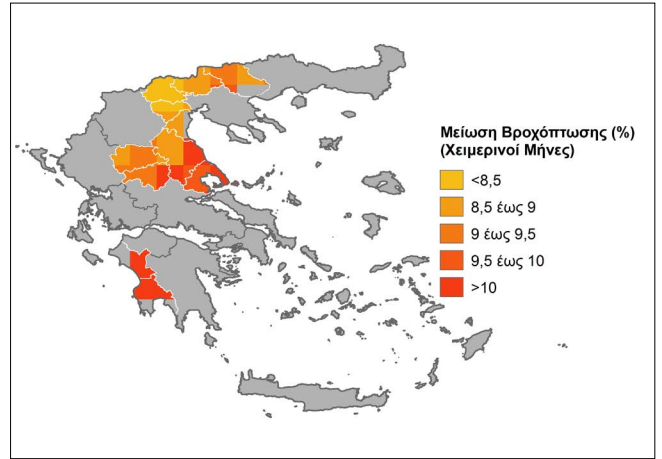 Μείωση Βροχόπτωσης (%)
(Χειμερινοί Μήνες)
<8,5
8,5 έως 9
9 έως 9,5
9,5 έως 10
>10